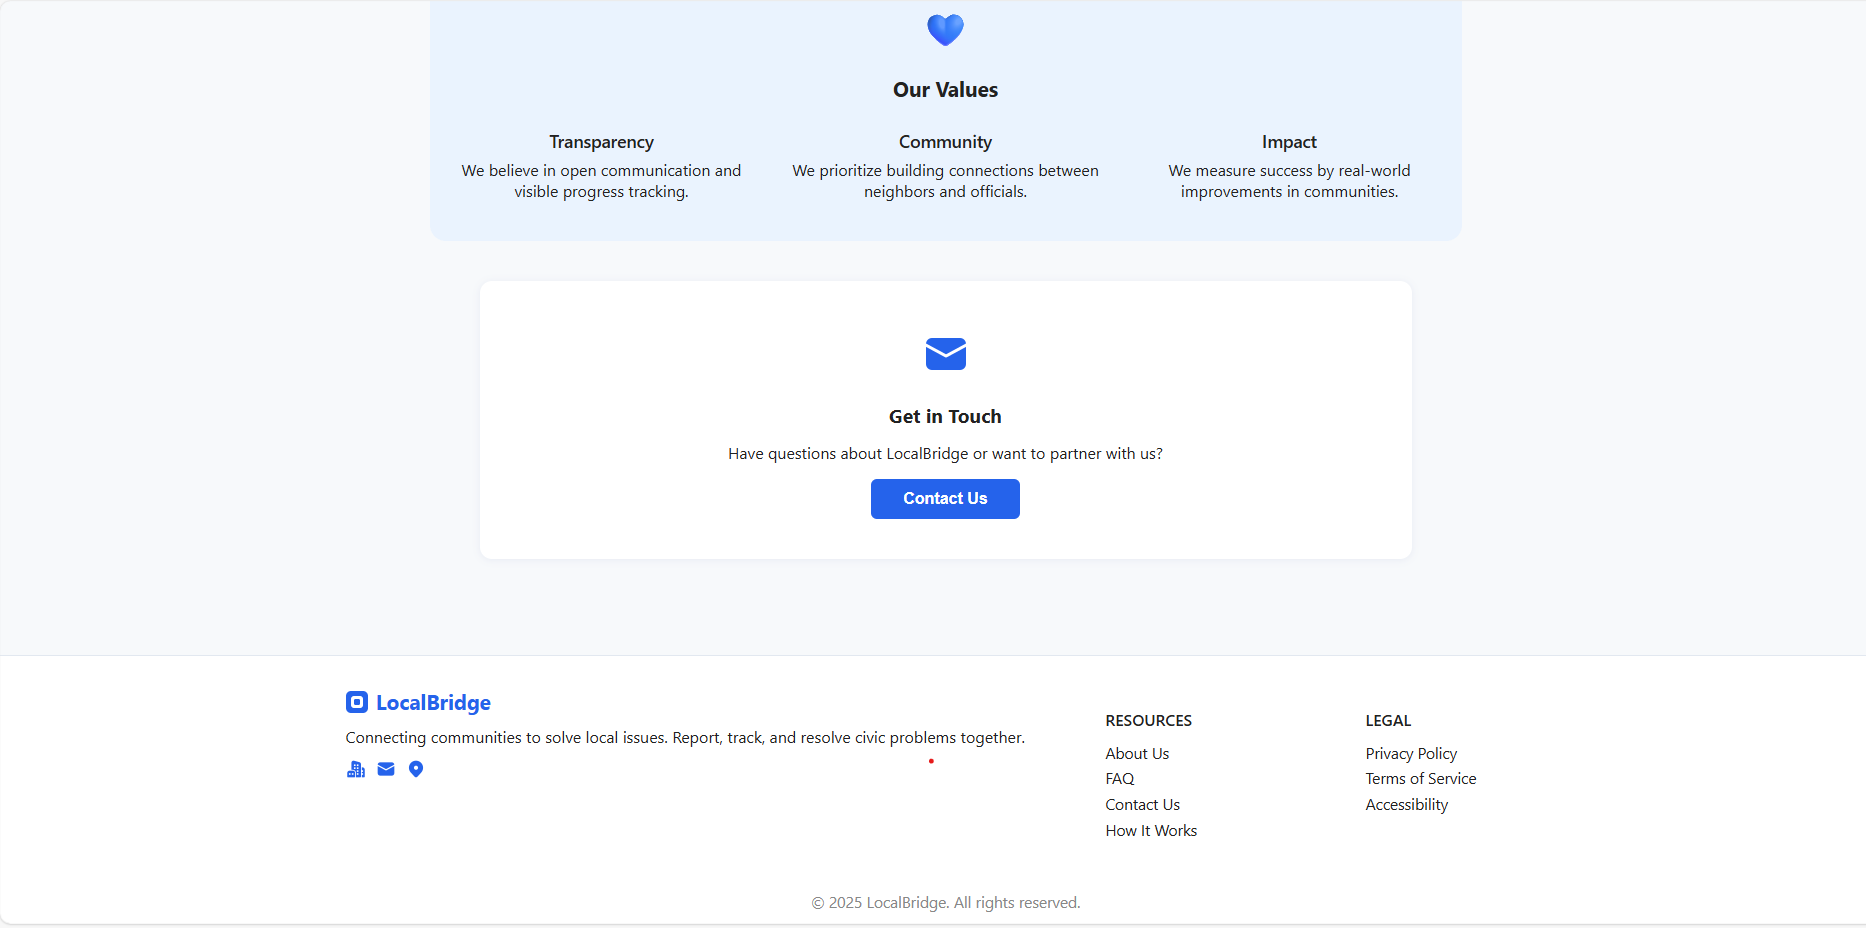 Our Values
Transparency
We believe in open communication and
visible progress tracking.
Community
We prioritize building connections between
neighbors and officials.
Impact
We measure success by real-world
improvements in communities.
Get in Touch
Have questions about LocalBridge or want to partner with us?
Contact Us
LocalBridge
Connecting communities to solve local issues. Report, track, and resolve civic problems together.
RESOURCES
About Us
FAQ
Contact Us
How It Works
LEGAL
Privacy Policy
Terms of Service
Accessibility
© 2025 LocalBridge. All rights reserved.